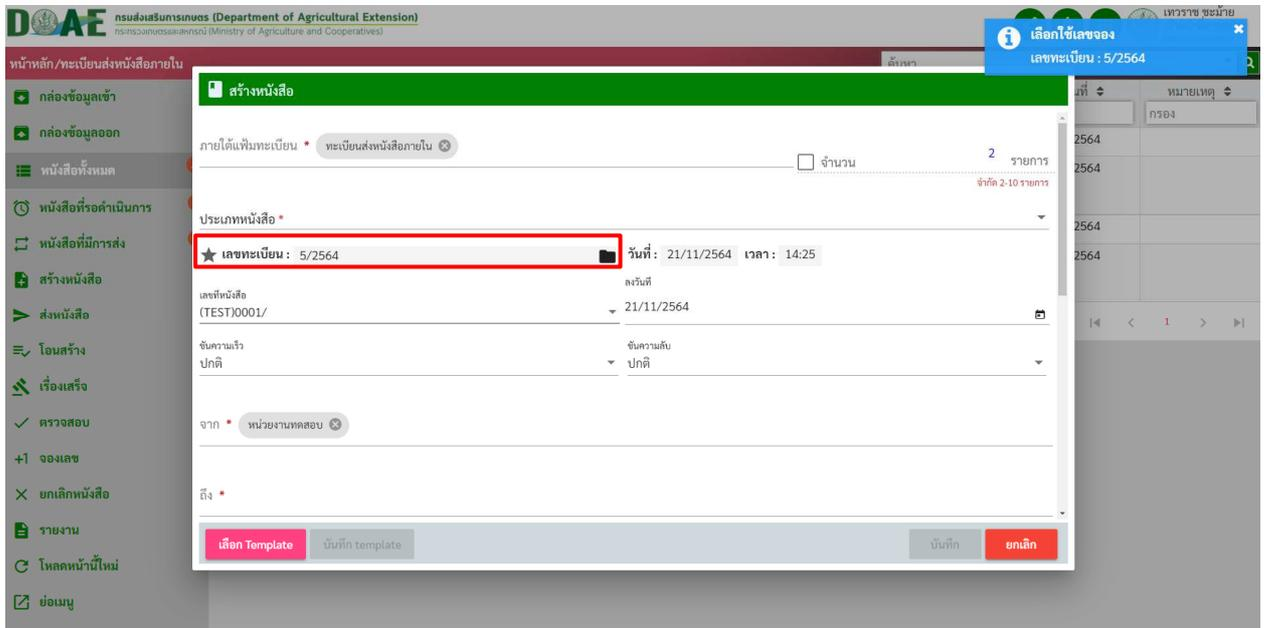 DOAE
กรมส่งเสริมการเกษตร (Department of Agricultural Extension)
กระทรวงเกษตรและสหกรณ์ (Ministry of Agriculture and Cooperatives)
เทวราช ชะม้าย
เลือกใช้เลขจอง
เลขทะเบียน : 5/2564
หน้าหลัก/ทะเบียนส่งหนังสือภายใน
ค้นหา
กล่องข้อมูลเข้า
กล่องข้อมูลออก
หนังสือทั้งหมด
หนังสือที่รอดำเนินการ
หนังสือที่มีการส่ง
สร้างหนังสือ
ส่งหนังสือ
โอนสร้าง
เรื่องเสร็จ
ตรวจสอบ
+1 จองเลข
ยกเลิกหนังสือ
รายงาน
โหลดหน้านี้ใหม่
ย่อเมนู
สร้างหนังสือ
ภายใต้แฟ้มทะเบียน * ทะเบียนส่งหนังสือภายใน
จำนวน 2 รายการ
จำกัด 2-10 รายการ
ประเภทหนังสือ *
เลขทะเบียน : 5/2564 วันที่ : 21/11/2564 เวลา : 14:25
เลขที่หนังสือ ลงวันที่
(TEST)0001/ 21/11/2564
ชั้นความเร็ว ชั้นความลับ
ปกติ ปกติ
จาก * หน่วยงานทดสอบ
ถึง *
เลือก Template บันทึก template บันทึก ยกเลิก
หมายเหตุ
กรอง
2564
2564
2564
2564
1